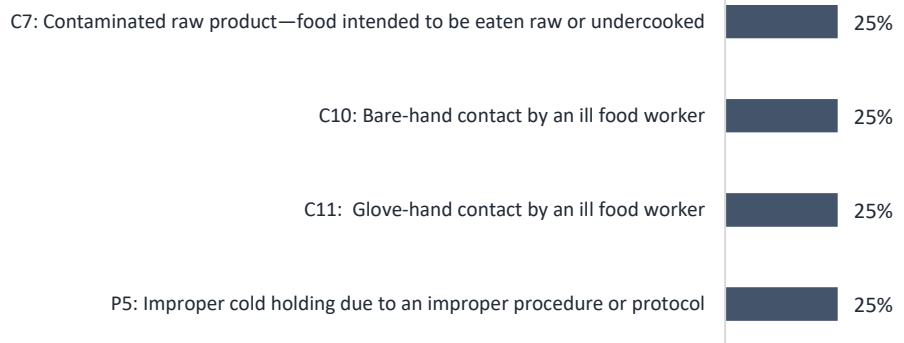 C7: Contaminated raw product—food intended to be eaten raw or undercooked 25%
C10: Bare-hand contact by an ill food worker 25%
C11:  Glove-hand contact by an ill food worker 25%
P5: Improper cold holding due to an improper procedure or protocol 25%